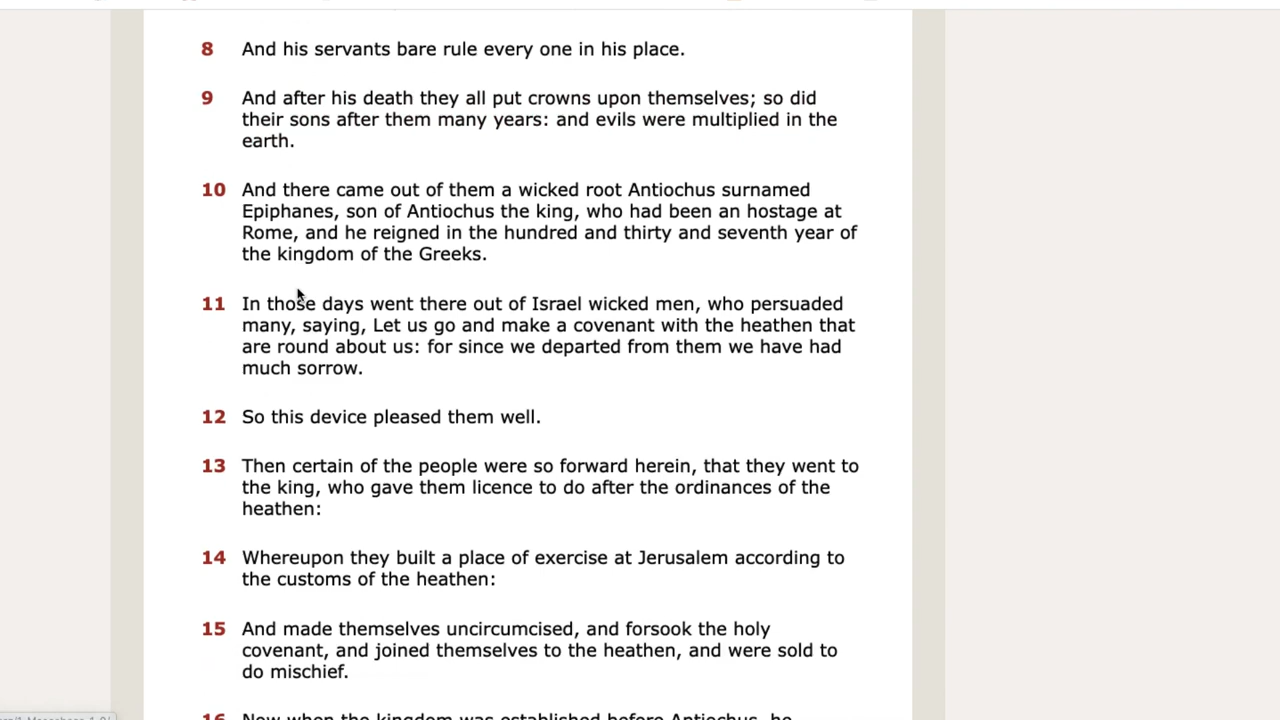 8 And his servants bare rule every one in his place.
9 And after his death they all put crowns upon themselves; so did
their sons after them many years: and evils were multiplied in the
earth.
10 And there came out of them a wicked root Antiochus surnamed
Epiphanes, son of Antiochus the king, who had been an hostage at
Rome, and he reigned in the hundred and thirty and seventh year of
the kingdom of the Greeks.
11 In those days went there out of Israel wicked men, who persuaded
many, saying, Let us go and make a covenant with the heathen that
are round about us: for since we departed from them we have had
much sorrow.
12 So this device pleased them well.
13 Then certain of the people were so forward herein, that they went to
the king, who gave them licence to do after the ordinances of the
heathen:
14 Whereupon they built a place of exercise at Jerusalem according to
the customs of the heathen:
15 And made themselves uncircumcised, and forsook the holy
covenant, and joined themselves to the heathen, and were sold to
do mischief.
16 Now when the kingdom was established before Antiochus, he